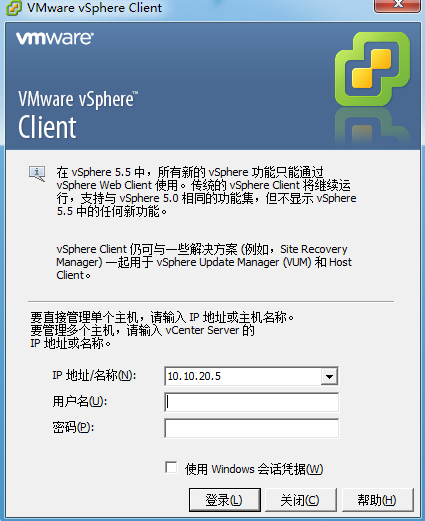 VMware vSphere Client
vmware®
VMware vSphere™
Client
在 vSphere 5.5 中，所有新的 vSphere 功能只能通过
vSphere Web Client 使用。传统的 vSphere Client 将继续运
行，支持与 vSphere 5.0 相同的功能集，但不显示 vSphere
5.5 中的任何新功能。
vSphere Client 仍可与一些解决方案 (例如，Site Recovery
Manager) 一起用于 vSphere Update Manager (VUM) 和 Host
Client。
要直接管理单个主机，请输入 IP 地址或主机名称。
要管理多个主机，请输入 vCenter Server 的
IP 地址或名称。
IP 地址/名称(N): 10.10.20.5
用户名(U):
密码(P):
使用 Windows 会话凭据(W)
登录(L) 关闭(C) 帮助(H)